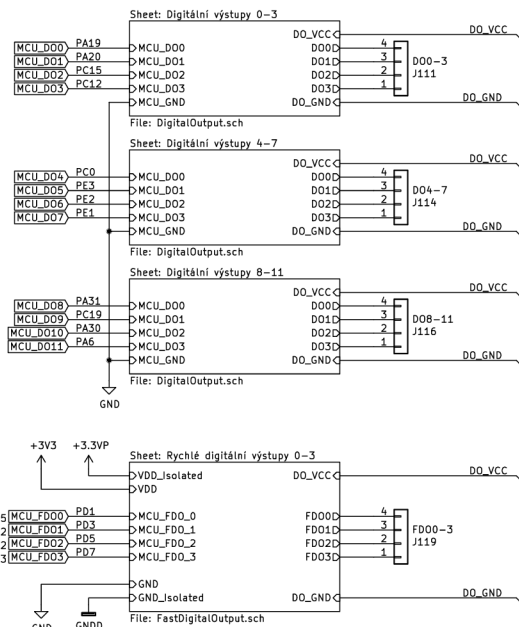 Sheet: Digitální výstupy 0-3
DO_VCC
DO_VCC
MCU_DO0 PA19 MCU_DO0 DO0 4
MCU_DO1 PA20 MCU_DO1 DO1 3 DO0-3
MCU_DO2 PC15 MCU_DO2 DO2 2 J111
MCU_DO3 PC12 MCU_DO3 DO3 1
MCU_GND DO_GND DO_GND
File: DigitalOutput.sch
Sheet: Digitální výstupy 4-7
DO_VCC
DO_VCC
MCU_DO4 PC0 MCU_DO0 DO0 4
MCU_DO5 PE3 MCU_DO1 DO1 3 DO4-7
MCU_DO6 PE2 MCU_DO2 DO2 2 J114
MCU_DO7 PE1 MCU_DO3 DO3 1
MCU_GND DO_GND DO_GND
File: DigitalOutput.sch
Sheet: Digitální výstupy 8-11
DO_VCC
DO_VCC
MCU_DO8 PA31 MCU_DO0 DO0 4
MCU_DO9 PC19 MCU_DO1 DO1 3 DO8-11
MCU_DO10 PA30 MCU_DO2 DO2 2 J116
MCU_DO11 PA6 MCU_DO3 DO3 1
MCU_GND DO_GND DO_GND
File: DigitalOutput.sch
GND
+3V3 +3.3VP
Sheet: Rychlé digitální výstupy 0-3
VDD_Isolated DO_VCC DO_VCC
VDD
5 MCU_FDO0 PD1 MCU_FDO_0 FDO0 4
2 MCU_FDO1 PD3 MCU_FDO_1 FDO1 3 FDO0-3
2 MCU_FDO2 PD5 MCU_FDO_2 FDO2 2 J119
3 MCU_FDO3 PD7 MCU_FDO_3 FDO3 1
GND
GND_Isolated DO_GND DO_GND
File: FastDigitalOutput.sch
GND GNDD